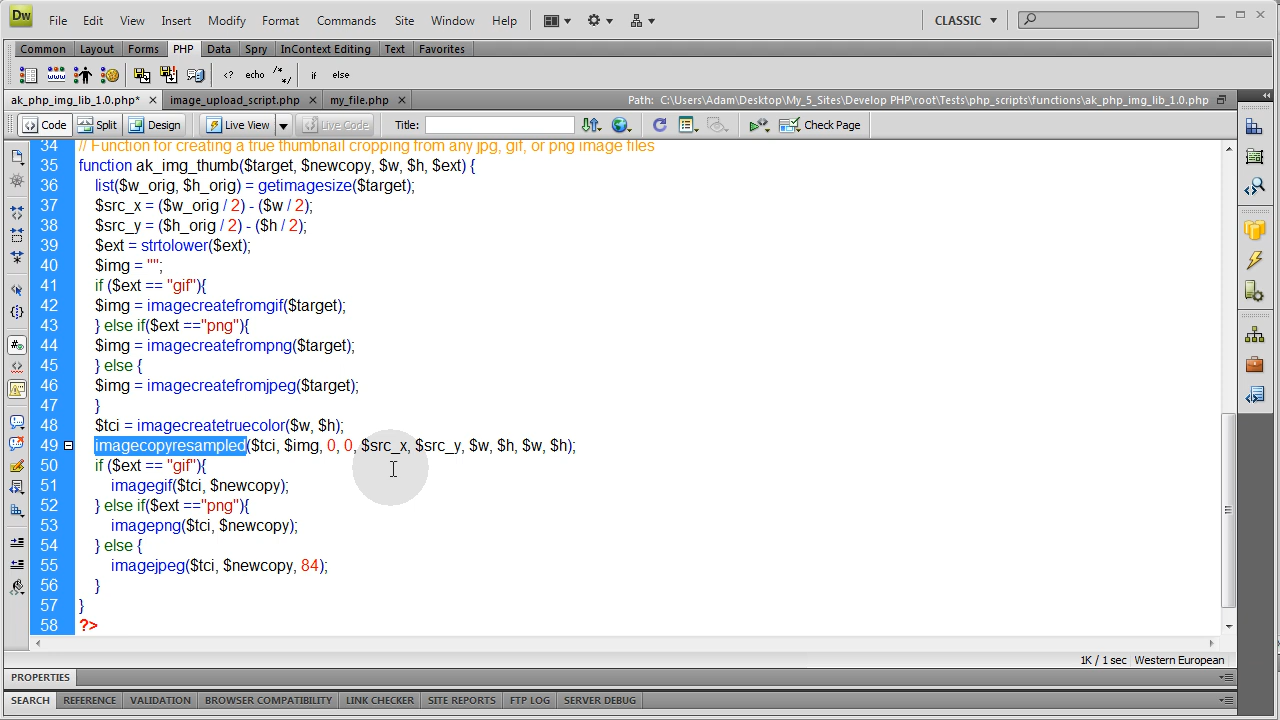 Dw File Edit View Insert Modify Format Commands Site Window Help CLASSIC
Common Layout Forms PHP Data Spry InContext Editing Text Favorites
<? echo /* */ if else
ak_php_img_lib_1.0.php* image_upload_script.php my_file.php Path: C:\Users\Adam\Desktop\My_5_Sites\Develop PHP\root\Tests\php_scripts\functions\ak_php_img_lib_1.0.php
Code Split Design Live View Live Code Title: Check Page
34 // Function for creating a true thumbnail cropping from any jpg, gif, or png image files
35 function ak_img_thumb($target, $newcopy, $w, $h, $ext) {
36 list($w_orig, $h_orig) = getimagesize($target);
37 $src_x = ($w_orig / 2) - ($w / 2);
38 $src_y = ($h_orig / 2) - ($h / 2);
39 $ext = strtolower($ext);
40 $img = "";
41 if ($ext == "gif"){
42 $img = imagecreatefromgif($target);
43 } else if($ext =="png"){
44 $img = imagecreatefrompng($target);
45 } else {
46 $img = imagecreatefromjpeg($target);
47 }
48 $tci = imagecreatetruecolor($w, $h);
49 imagecopyresampled($tci, $img, 0, 0, $src_x, $src_y, $w, $h, $w, $h);
50 if ($ext == "gif"){
51 imagegif($tci, $newcopy);
52 } else if($ext =="png"){
53 imagepng($tci, $newcopy);
54 } else {
55 imagejpeg($tci, $newcopy, 84);
56 }
57 }
58 ?>
1K / 1 sec Western European
PROPERTIES
SEARCH REFERENCE VALIDATION BROWSER COMPATIBILITY LINK CHECKER SITE REPORTS FTP LOG SERVER DEBUG